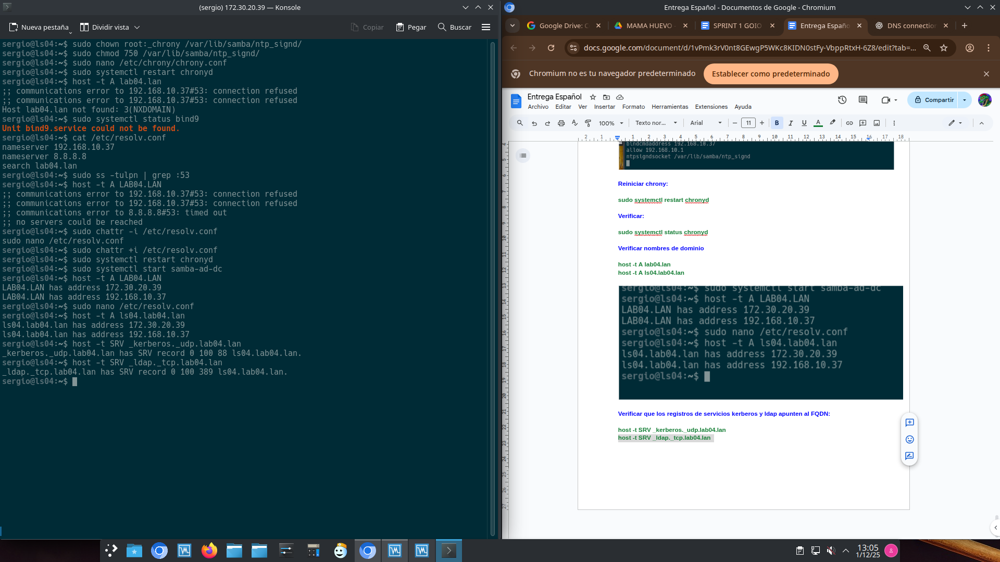 (sergio) 172.30.20.39 — Konsole
Nueva pestaña
Dividir vista
Copiar
Pegar
Buscar
sergio@ls04:~$ sudo chown root:_chrony /var/lib/samba/ntp_signd/
sergio@ls04:~$ sudo chmod 750 /var/lib/samba/ntp_signd/
sergio@ls04:~$ sudo nano /etc/chrony/chrony.conf
sergio@ls04:~$ sudo systemctl restart chronyd
sergio@ls04:~$ host -t A lab04.lan
;; communications error to 192.168.10.37#53: connection refused
;; communications error to 192.168.10.37#53: connection refused
Host lab04.lan not found: 3(NXDOMAIN)
sergio@ls04:~$ sudo systemctl status bind9
Unit bind9.service could not be found.
sergio@ls04:~$ cat /etc/resolv.conf
nameserver 192.168.10.37
nameserver 8.8.8.8
search lab04.lan
sergio@ls04:~$ sudo ss -tulpn | grep :53
sergio@ls04:~$ host -t A LAB04.LAN
;; communications error to 192.168.10.37#53: connection refused
;; communications error to 192.168.10.37#53: connection refused
;; communications error to 8.8.8.8#53: timed out
;; no servers could be reached
sergio@ls04:~$ sudo chattr -i /etc/resolv.conf
sudo nano /etc/resolv.conf
sergio@ls04:~$ sudo chattr +i /etc/resolv.conf
sergio@ls04:~$ sudo systemctl restart chronyd
sergio@ls04:~$ sudo systemctl start samba-ad-dc
sergio@ls04:~$ host -t A LAB04.LAN
LAB04.LAN has address 172.30.20.39
LAB04.LAN has address 192.168.10.37
sergio@ls04:~$ sudo nano /etc/resolv.conf
sergio@ls04:~$ host -t A ls04.lab04.lan
ls04.lab04.lan has address 172.30.20.39
ls04.lab04.lan has address 192.168.10.37
sergio@ls04:~$ host -t SRV _kerberos._udp.lab04.lan
_kerberos._udp.lab04.lan has SRV record 0 100 88 ls04.lab04.lan.
sergio@ls04:~$ host -t SRV _ldap._tcp.lab04.lan
_ldap._tcp.lab04.lan has SRV record 0 100 389 ls04.lab04.lan.
sergio@ls04:~$
Entrega Español - Documentos de Google - Chromium
Google Drive: C
MAMA HUEVO -
SPRINT 1 GOIO
Entrega Españo
DNS connection
docs.google.com/document/d/1vPmk3rV0nt8GEwgP5WKc8KIDN0stFy-VbppRtxH-6Z8/edit?tab=...
Chromium no es tu navegador predeterminado
Establecer como predeterminado
Entrega Español
Archivo Editar Ver Insertar Formato Herramientas Extensiones Ayuda
Compartir
100% Texto nor... Arial 11 B I U A
2 1 1 2 3 4 5 6 7 8 9 10 11 12 13 14 15 16 17 18
bindcmdaddress 192.168.10.37
allow 192.168.10.1
ntpsigndsocket /var/lib/samba/ntp_signd
Reiniciar chrony:
sudo systemctl restart chronyd
Verificar:
sudo systemctl status chronyd
Verificar nombres de dominio
host -t A lab04.lan
host -t A ls04.lab04.lan
sergio@ls04:~$ sudo systemctl start samba-ad-dc
sergio@ls04:~$ host -t A LAB04.LAN
LAB04.LAN has address 172.30.20.39
LAB04.LAN has address 192.168.10.37
sergio@ls04:~$ sudo nano /etc/resolv.conf
sergio@ls04:~$ host -t A ls04.lab04.lan
ls04.lab04.lan has address 172.30.20.39
ls04.lab04.lan has address 192.168.10.37
sergio@ls04:~$
Verificar que los registros de servicios kerberos y ldap apunten al FQDN:
host -t SRV _kerberos._udp.lab04.lan
host -t SRV _ldap._tcp.lab04.lan
13:05
1/12/25